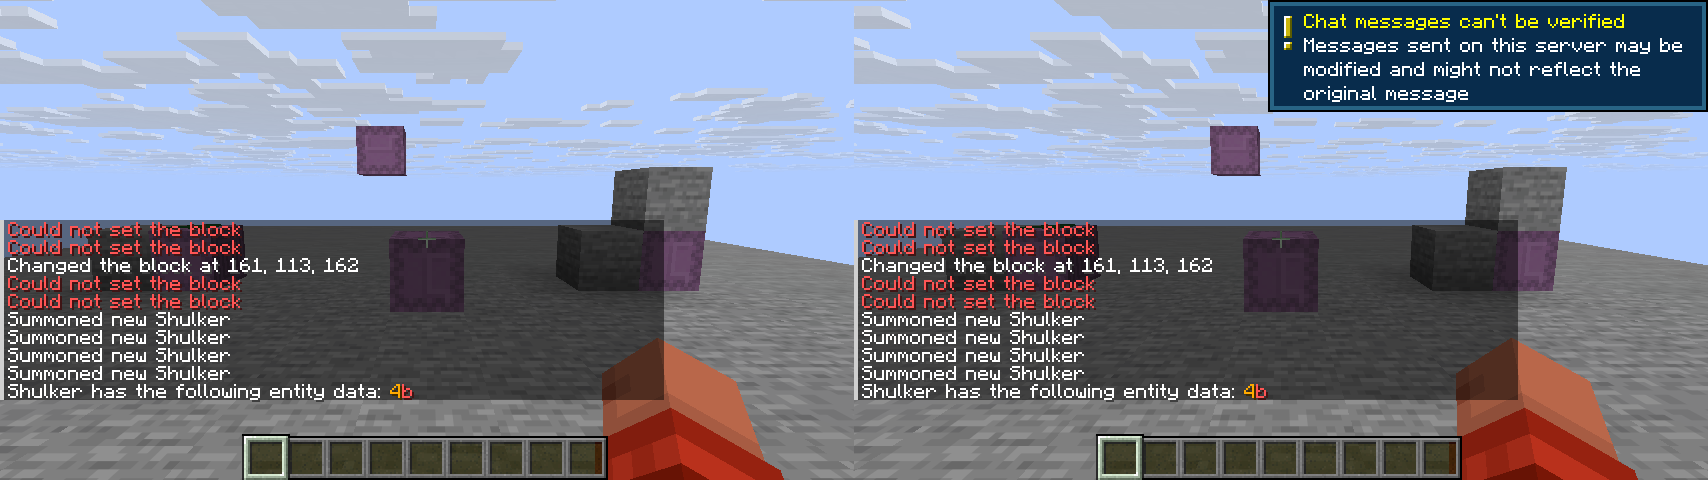 Could not set the block
Could not set the block
Changed the block at 161, 113, 162
Could not set the block
Could not set the block
Summoned new Shulker
Summoned new Shulker
Summoned new Shulker
Summoned new Shulker
Shulker has the following entity data: 4b
Chat messages can't be verified
Messages sent on this server may be
modified and might not reflect the
original message
Could not set the block
Could not set the block
Changed the block at 161, 113, 162
Could not set the block
Could not set the block
Summoned new Shulker
Summoned new Shulker
Summoned new Shulker
Summoned new Shulker
Shulker has the following entity data: 4b